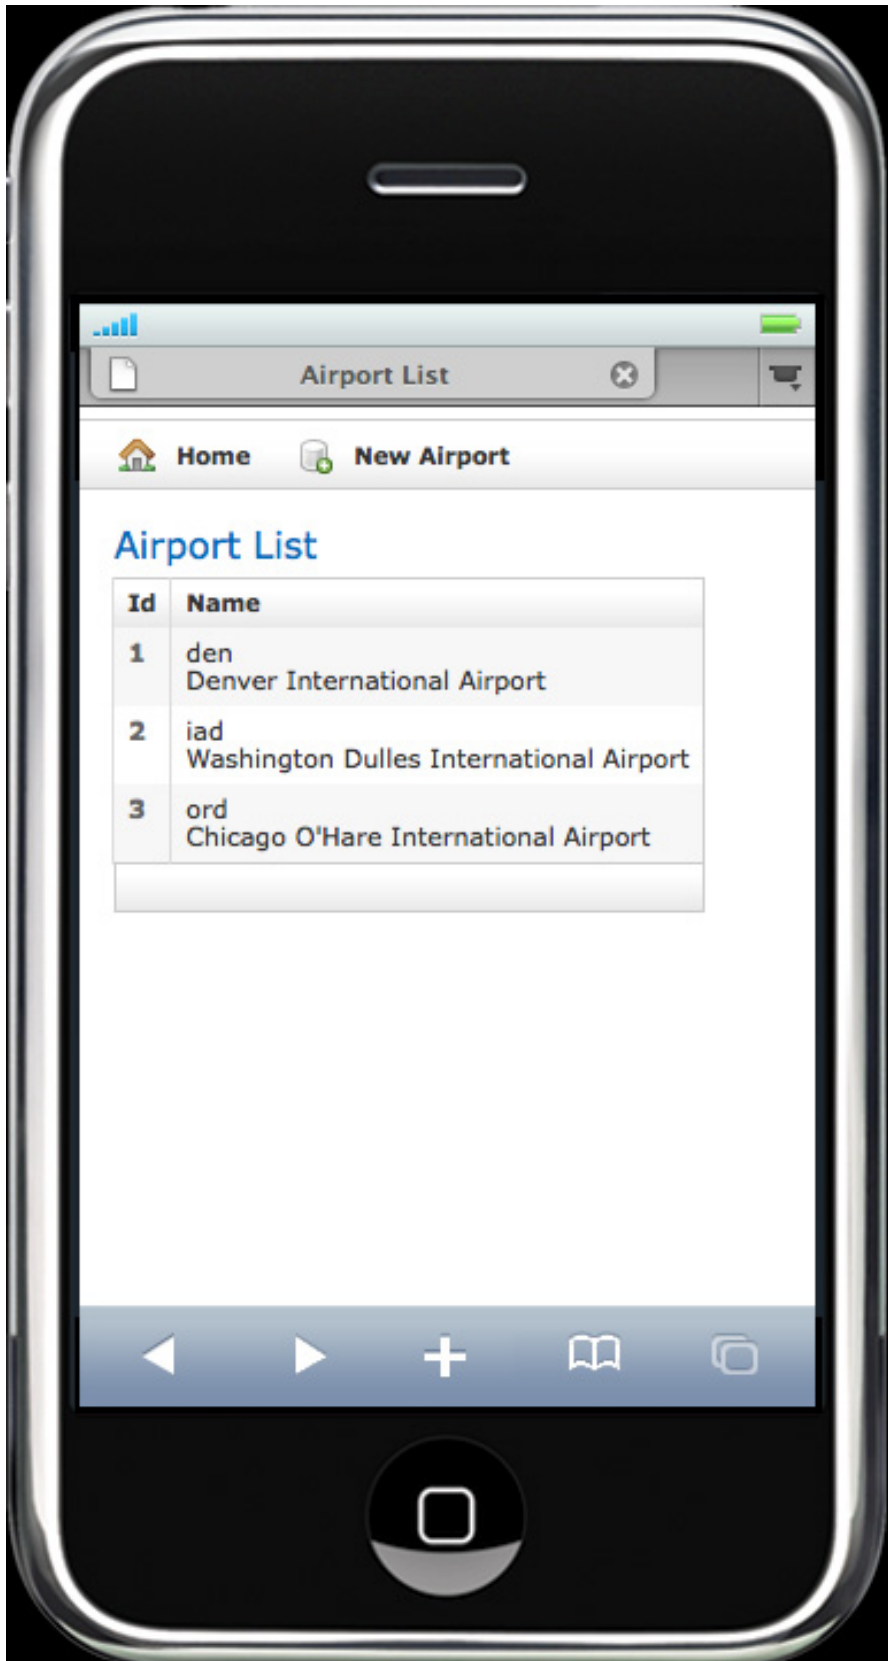 Airport List
Home New Airport
Airport List
Id Name
1 den
Denver International Airport
2 iad
Washington Dulles International Airport
3 ord
Chicago O'Hare International Airport